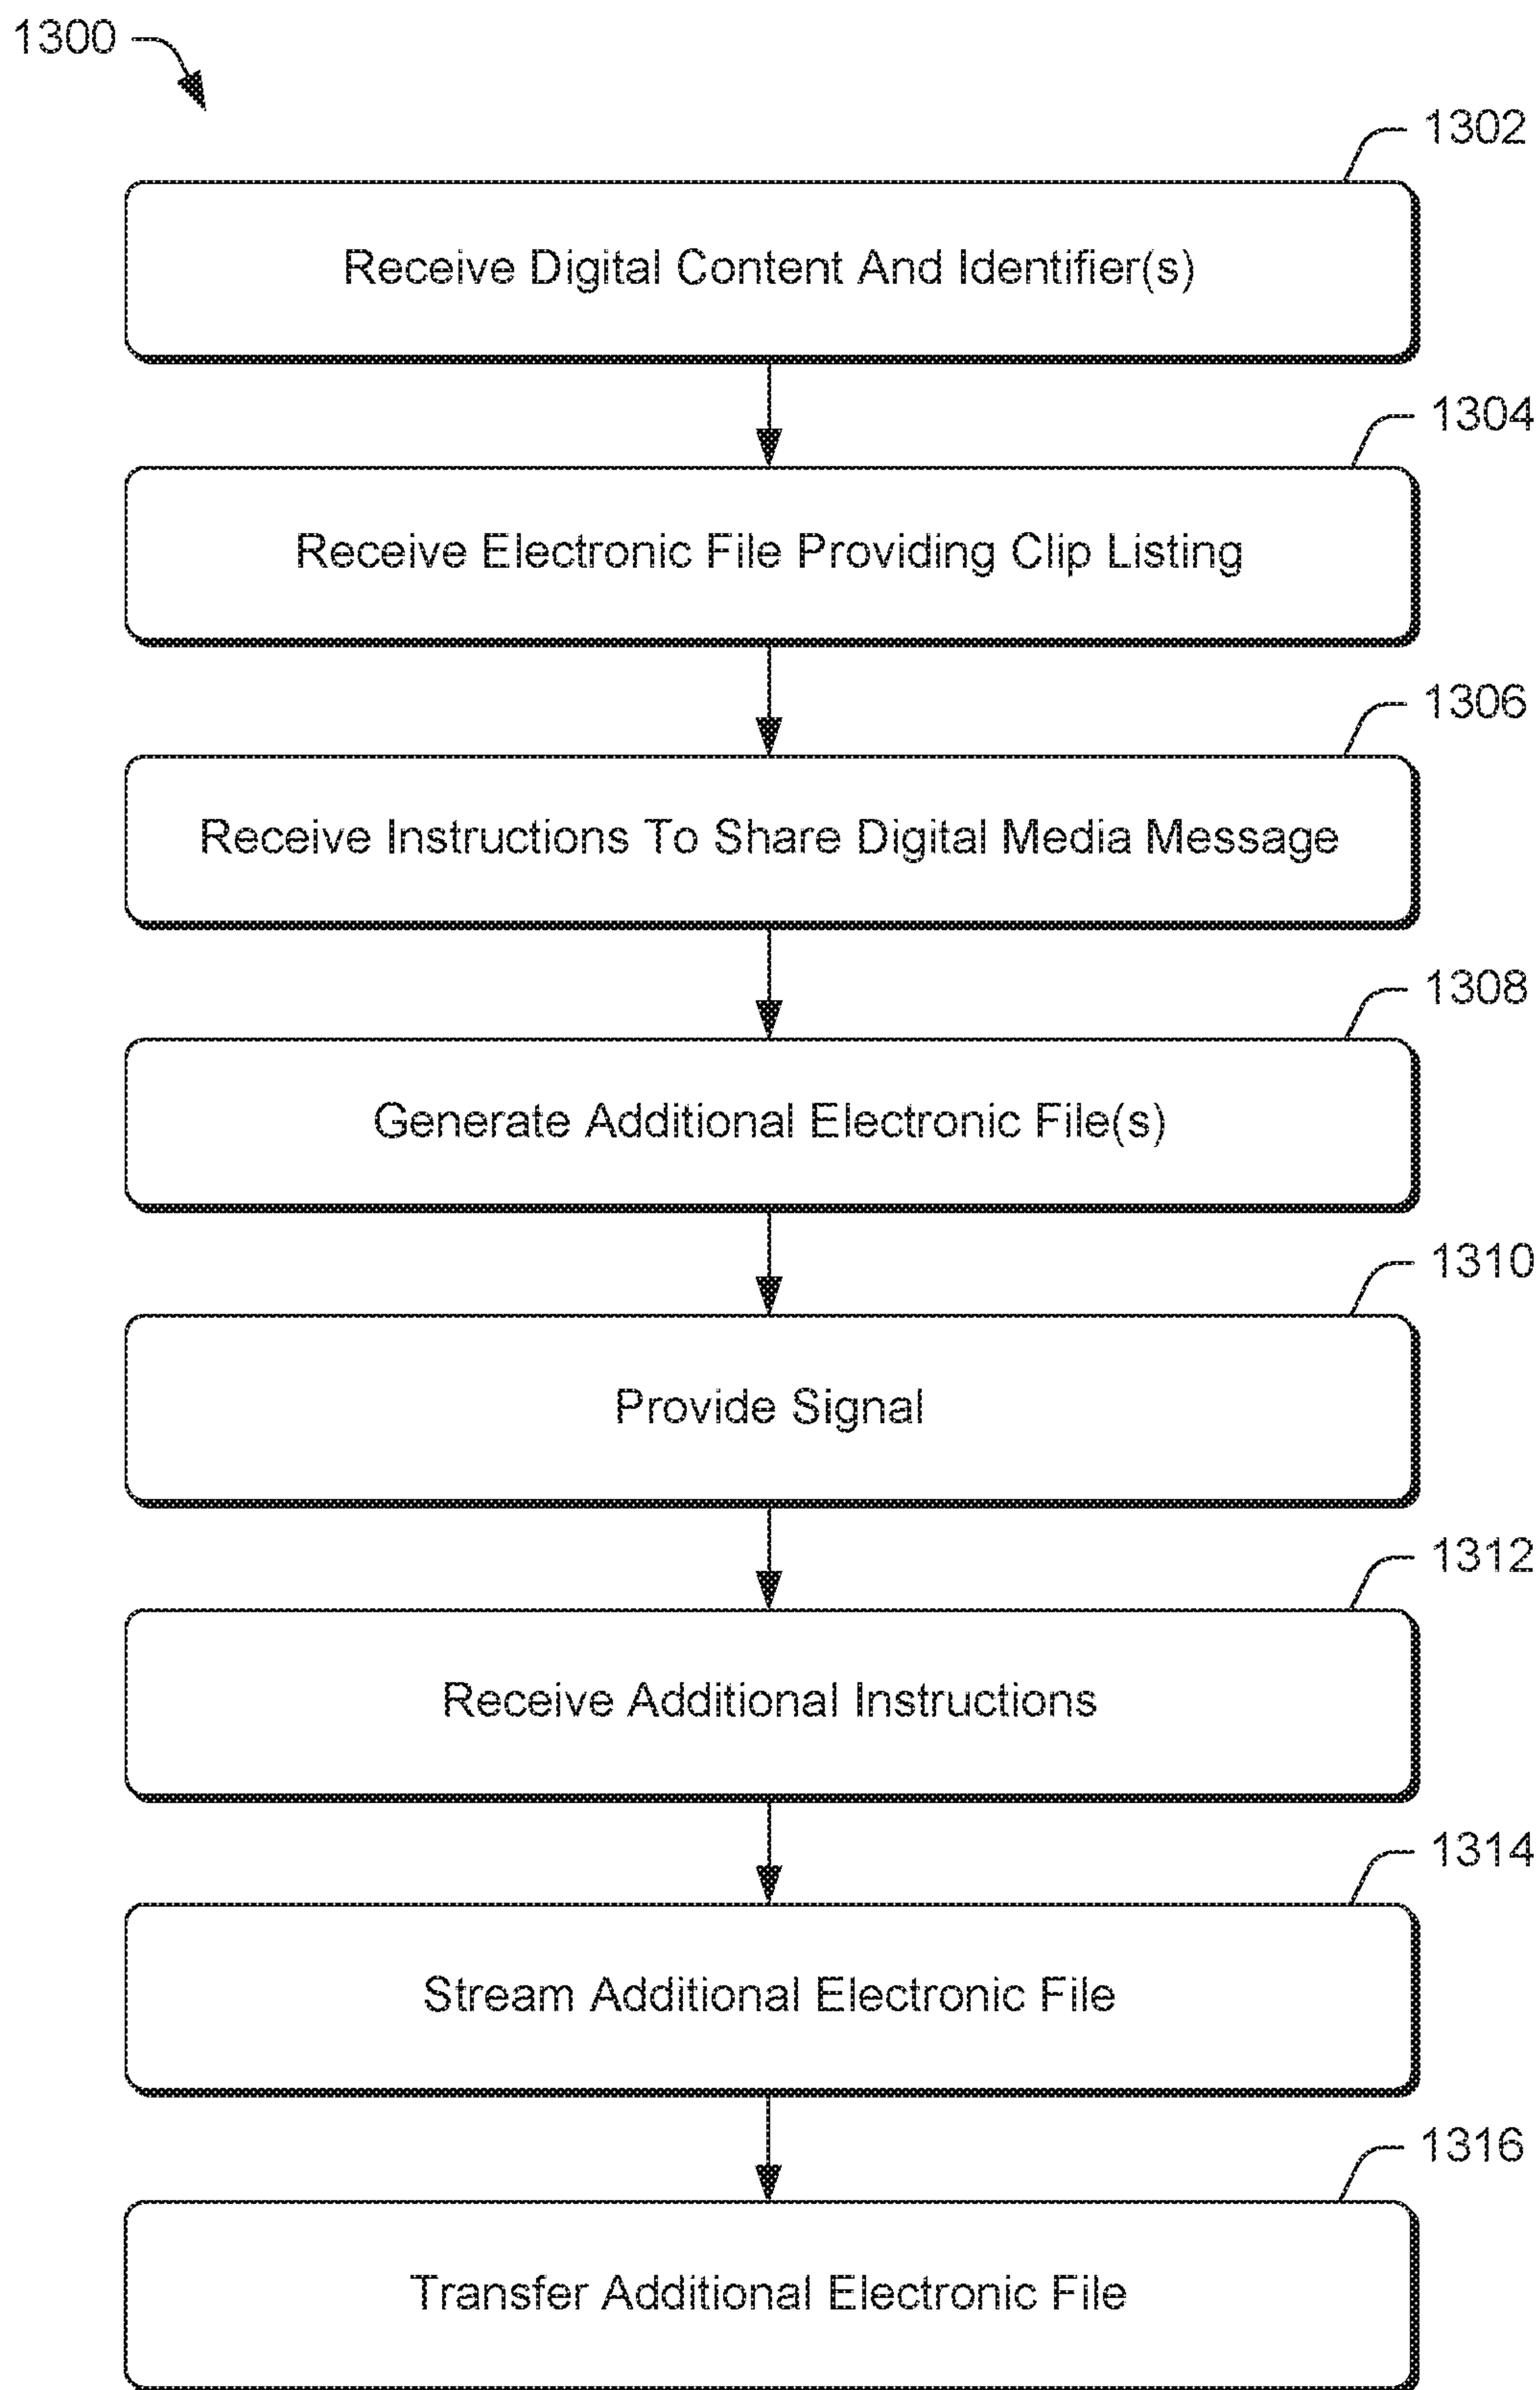 1300
1302
Receive Digital Content And Identifier(s)
1304
Receive Electronic File Providing Clip Listing
1306
Receive Instructions To Share Digital Media Message
1308
Generate Additional Electronic File(s)
1310
Provide Signal
1312
Receive Additional Instructions
1314
Stream Additional Electronic File
1316
Transfer Additional Electronic File